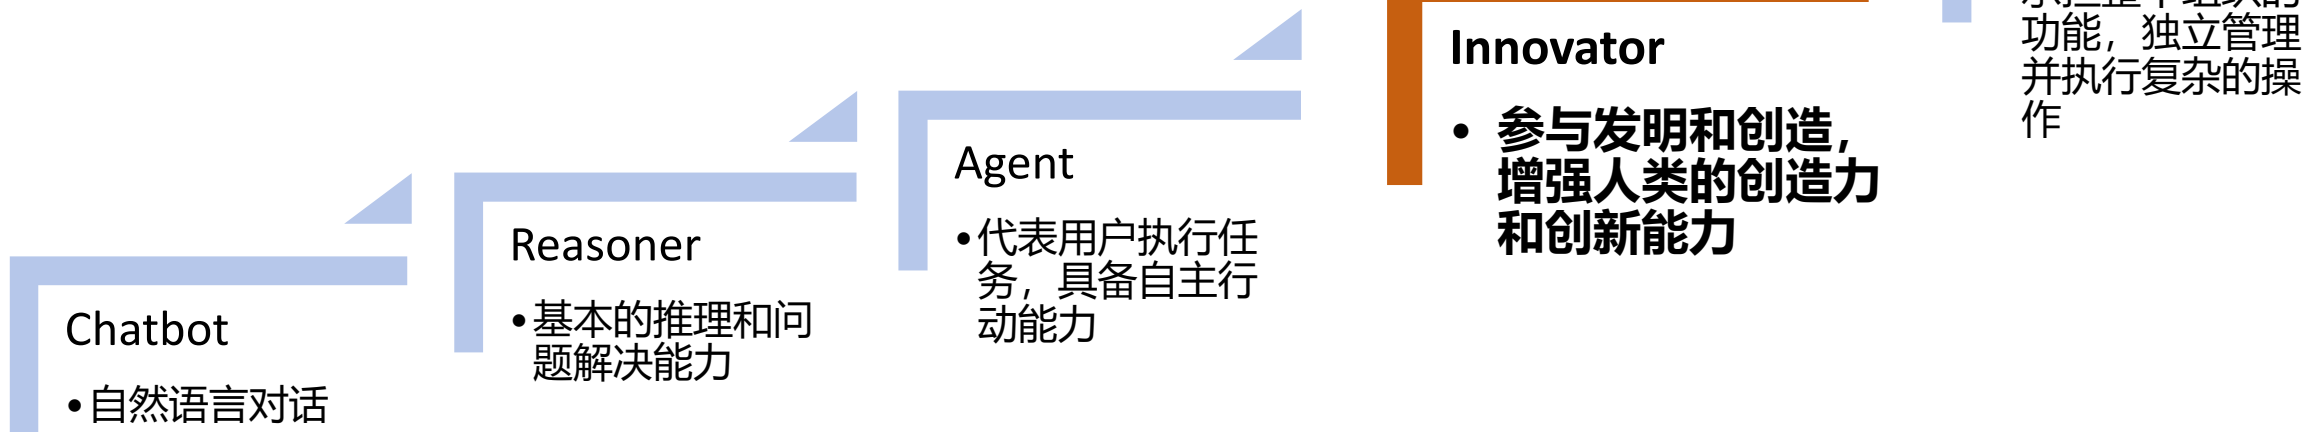 Chatbot
•自然语言对话
Reasoner
•基本的推理和问
题解决能力
Agent
•代表用户执行任
务，具备自主行
动能力
Innovator
• 参与发明和创造，
增强人类的创造力
和创新能力
功能，独立管理
并执行复杂的操
作